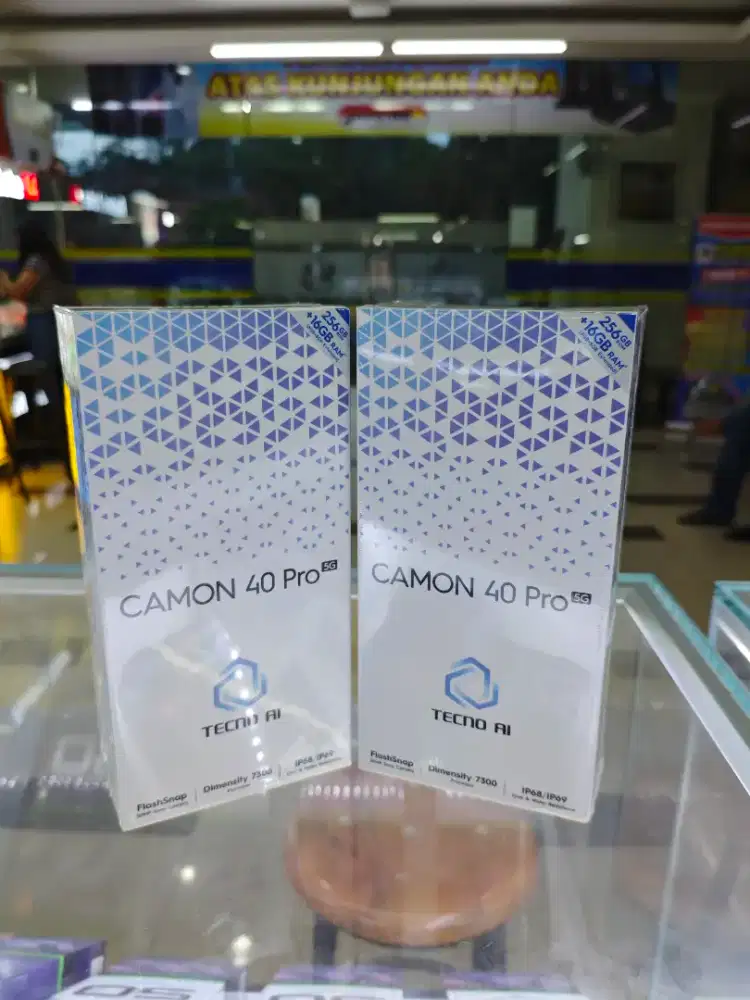 ATAS KUNJUNGAN ANDA
256GB
+16GB RAM
256GB
+16GB RAM
CAMON 40 Pro 5G
TECNO AI
FlashSnap
Dimensity 7300
IP68/IP69
CAMON 40 Pro 5G
TECNO AI
FlashSnap
Dimensity 7300
IP68/IP69